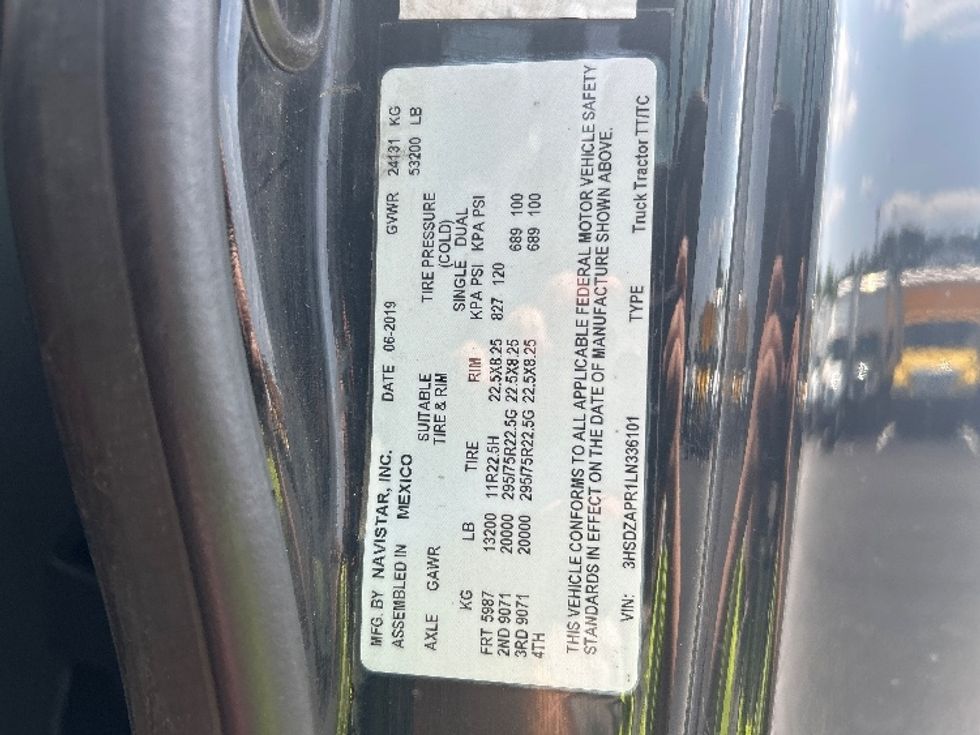 MFG. BY NAVISTAR, INC. DATE 06-2019 GVWR 24131 KG
ASSEMBLED IN MEXICO 53200 LB
AXLE GAWR SUITABLE TIRE PRESSURE
TIRE & RIM (COLD)
SINGLE DUAL
KG LB TIRE RIM KPA PSI KPA PSI
FRT 5987 13200 11R22.5H 22.5X8.25 827 120
2ND 9071 20000 295/75R22.5G 22.5X8.25 689 100
3RD 9071 20000 295/75R22.5G 22.5X8.25 689 100
4TH
THIS VEHICLE CONFORMS TO ALL APPLICABLE FEDERAL MOTOR VEHICLE SAFETY
STANDARDS IN EFFECT ON THE DATE OF MANUFACTURE SHOWN ABOVE.
VIN: 3HSDZAPR1LN336101 TYPE Truck Tractor TT/TC